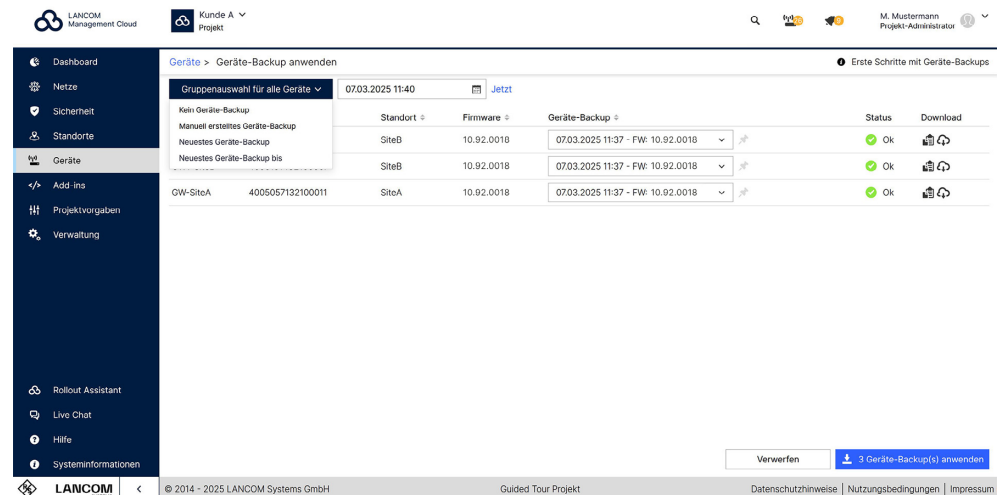 LANCOM
Management Cloud
Kunde A
Projekt
M. Mustermann
Projekt-Administrator
Dashboard
Netze
Sicherheit
Standorte
Geräte
Add-ins
Projektvorgaben
Verwaltung
Rollout Assistant
Live Chat
Hilfe
Systeminformationen
LANCOM
Geräte > Geräte-Backup anwenden
Erste Schritte mit Geräte-Backups
Gruppenauswahl für alle Geräte
07.03.2025 11:40
Jetzt
Kein Geräte-Backup
Manuell erstelltes Geräte-Backup
Neuestes Geräte-Backup
Neuestes Geräte-Backup bis
Standort Firmware Geräte-Backup Status Download
SiteB 10.92.0018 07.03.2025 11:37 - FW: 10.92.0018 Ok
SiteB 10.92.0018 07.03.2025 11:37 - FW: 10.92.0018 Ok
GW-SiteA 4005057132100011 SiteA 10.92.0018 07.03.2025 11:37 - FW: 10.92.0018 Ok
Verwerfen
3 Geräte-Backup(s) anwenden
© 2014 - 2025 LANCOM Systems GmbH
Guided Tour Projekt
Datenschutzhinweise | Nutzungsbedingungen | Impressum